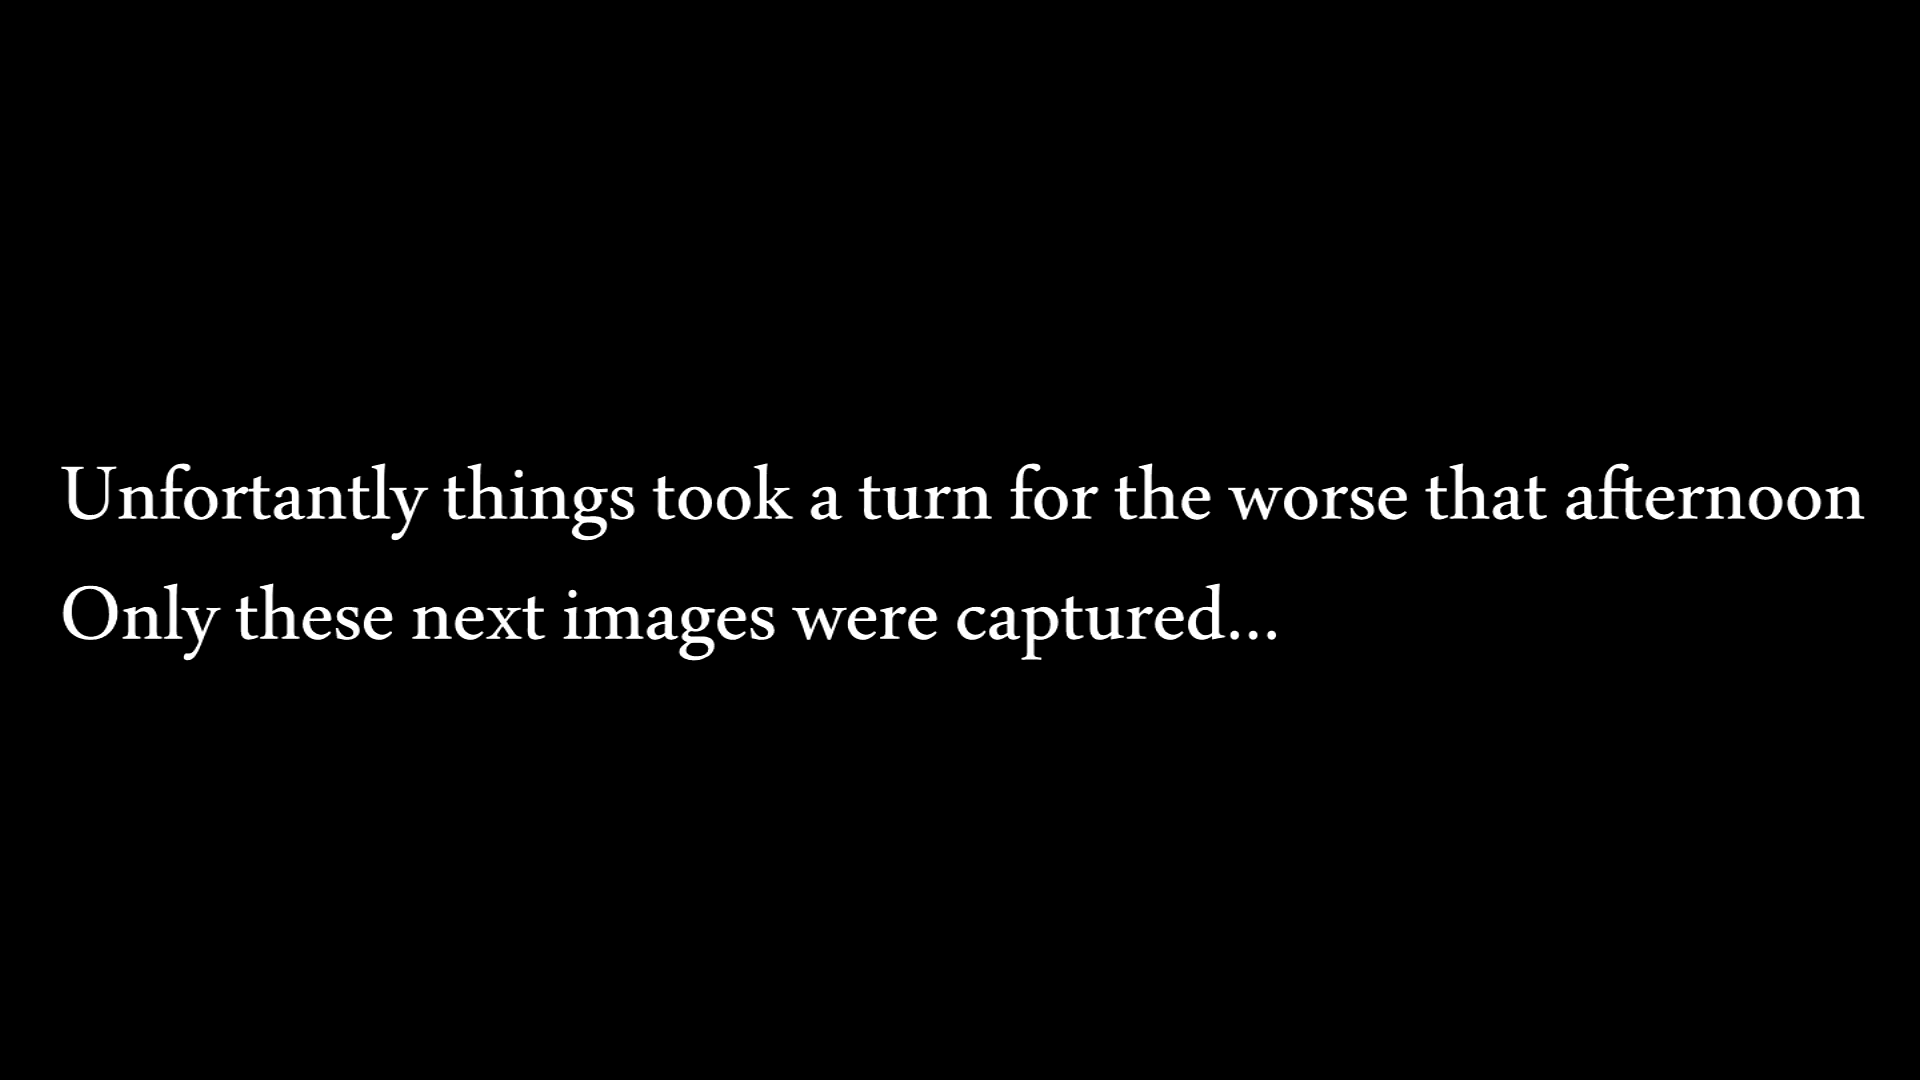 Unfortantly things took a turn for the worse that afternoon
Only these next images were captured...